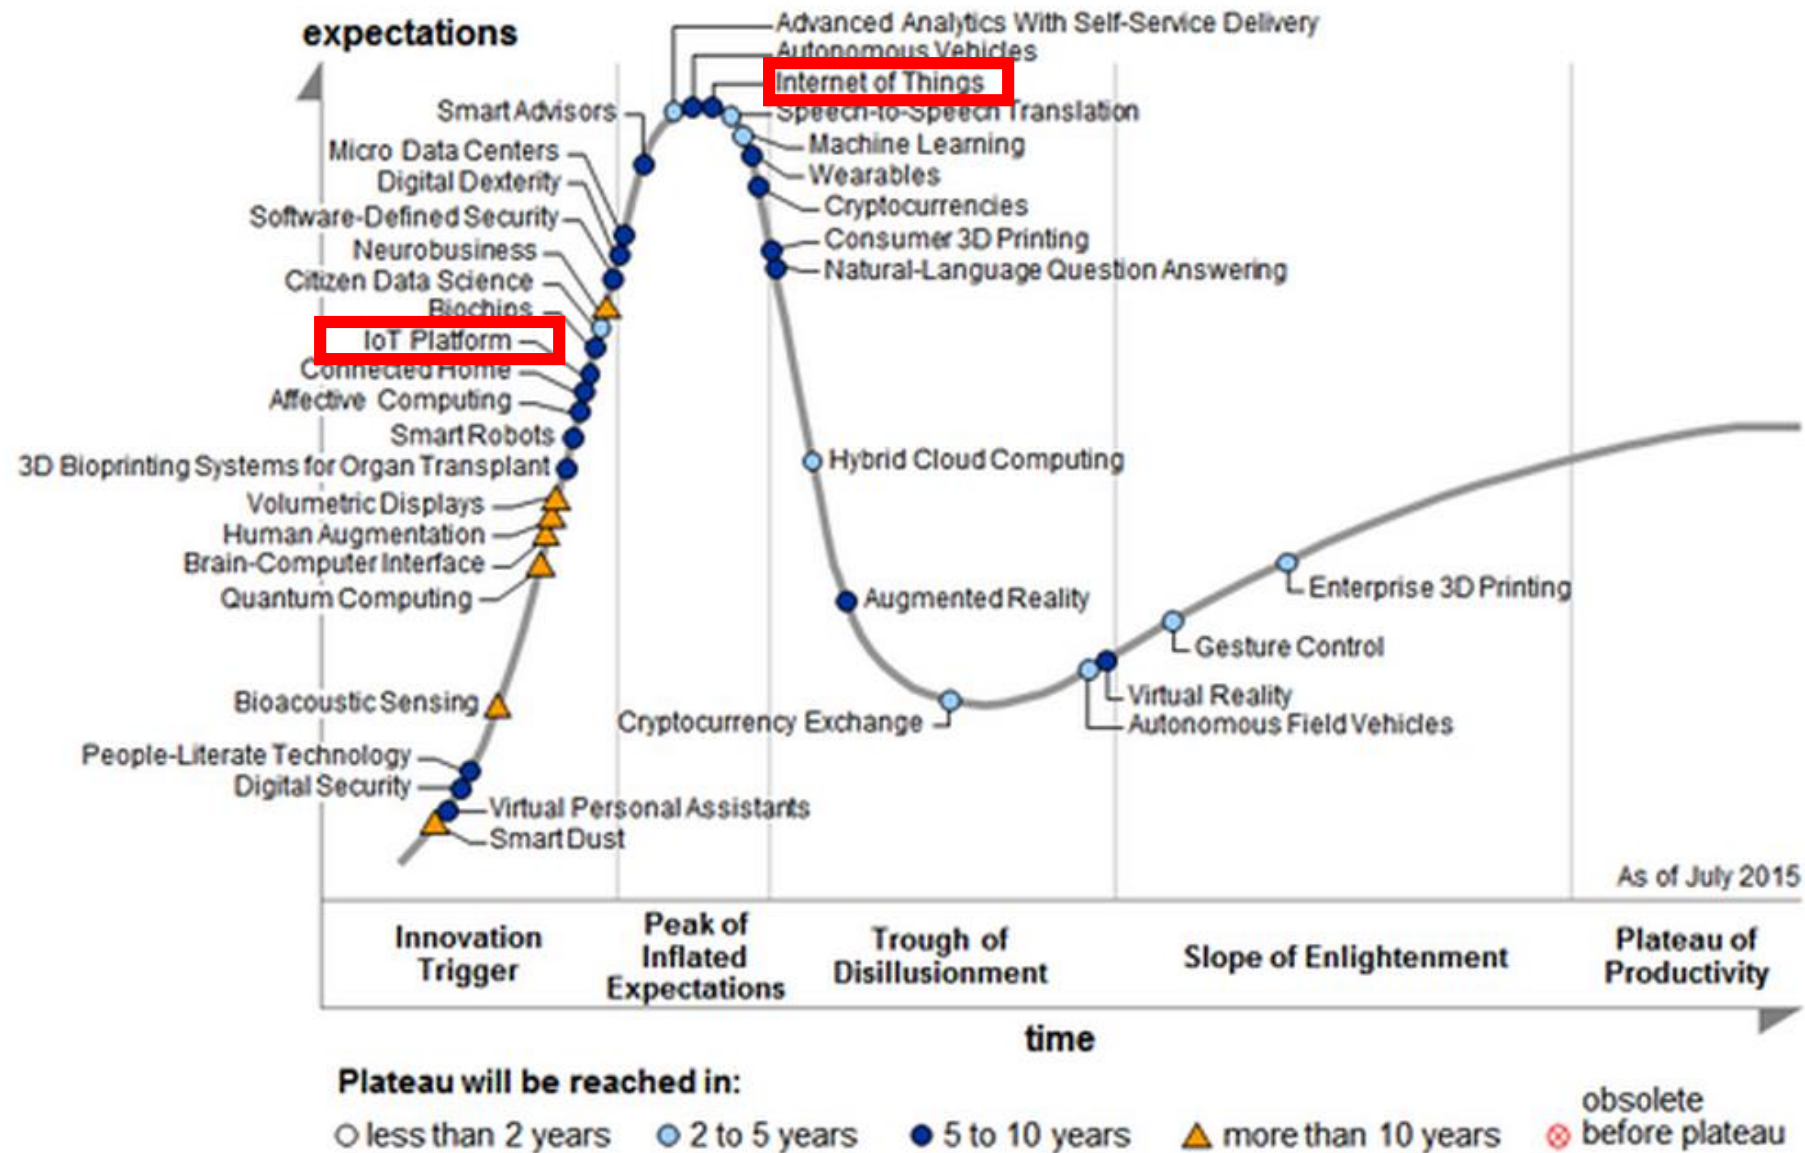 expectations
Advanced Analytics With Self-Service Delivery
Autonomous Vehicles
Internet of Things
Speech-to-Speech Translation
Machine Learning
Wearables
Cryptocurrencies
Consumer 3D Printing
Natural-Language Question Answering
Smart Advisors
Micro Data Centers
Digital Dexterity
Software-Defined Security
Neurobusiness
Citizen Data Science
Biochips
IoT Platform
Connected Home
Affective Computing
Smart Robots
3D Bioprinting Systems for Organ Transplant
Volumetric Displays
Human Augmentation
Brain-Computer Interface
Quantum Computing
Bioacoustic Sensing
People-Literate Technology
Digital Security
Virtual Personal Assistants
Smart Dust
Hybrid Cloud Computing
Augmented Reality
Cryptocurrency Exchange
Enterprise 3D Printing
Gesture Control
Virtual Reality
Autonomous Field Vehicles
As of July 2015
Innovation
Trigger
Peak of
Inflated
Expectations
Trough of
Disillusionment
Slope of Enlightenment
Plateau of
Productivity
time
Plateau will be reached in:
less than 2 years
2 to 5 years
5 to 10 years
more than 10 years
obsolete
before plateau